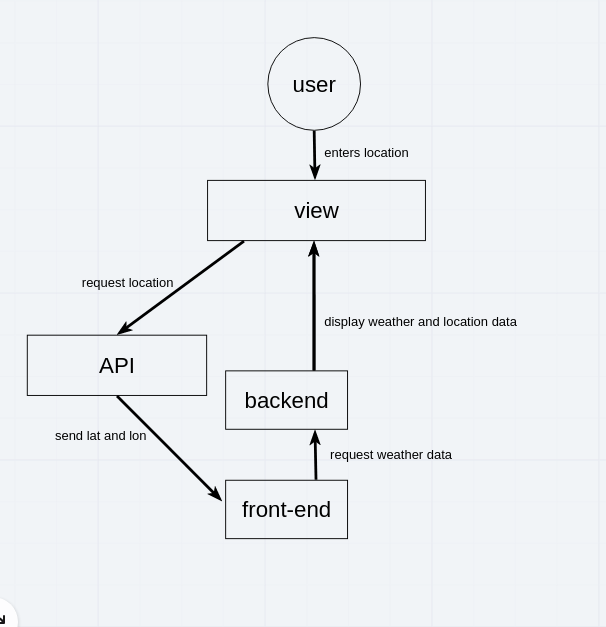 user
enters location
view
request location
display weather and location data
API
backend
send lat and lon
request weather data
front-end